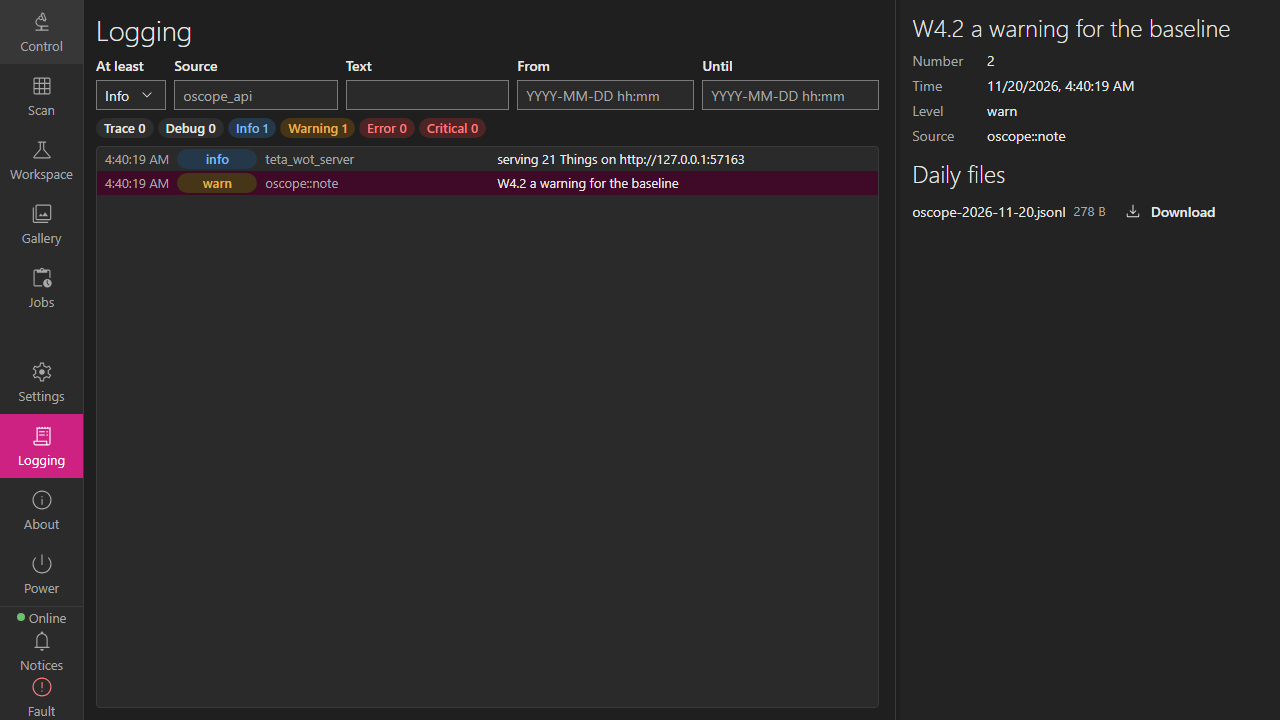 Control
Scan
Workspace
Gallery
Jobs
Settings
Logging
About
Power
Online
Notices
Fault
Logging
At least Source Text From Until
Info oscope_api YYYY-MM-DD hh:mm YYYY-MM-DD hh:mm
Trace 0 Debug 0 Info 1 Warning 1 Error 0 Critical 0
4:40:19 AM info teta_wot_server serving 21 Things on http://127.0.0.1:57163
4:40:19 AM warn oscope::note W4.2 a warning for the baseline
W4.2 a warning for the baseline
Number 2
Time 11/20/2026, 4:40:19 AM
Level warn
Source oscope::note
Daily files
oscope-2026-11-20.jsonl 278 B Download